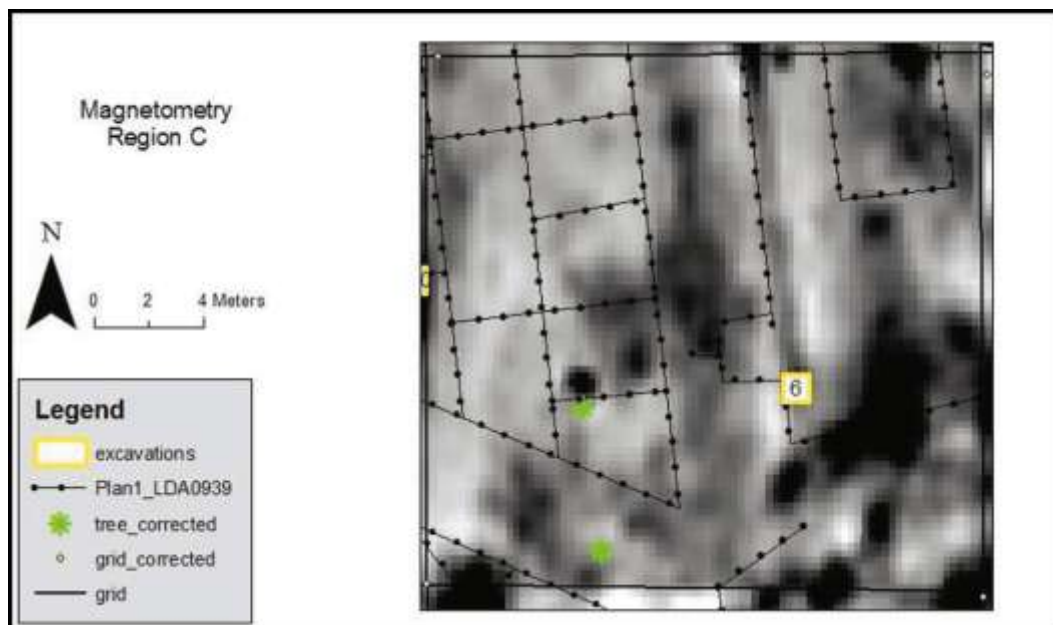 Magnetometry
Region C
N
0 2 4 Meters
Legend
excavations
Plan1_LDA0939
tree_corrected
grid_corrected
grid
6